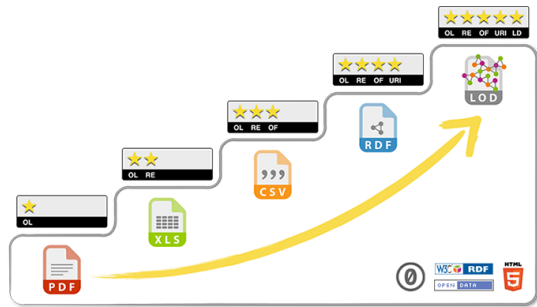 OL RE OF URI LD
LOD
OL RE OF URI
RDF
OL RE OF
CSV
OL RE
XLS
OL
PDF
0
W3C RDF
OPEN DATA
HTML
5